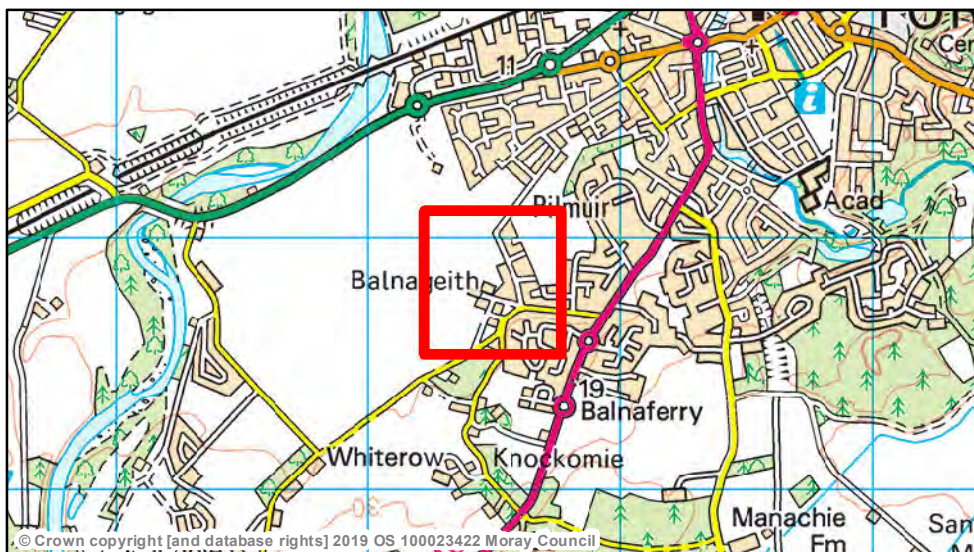 11
i
Cen
Pilmuir
Acad
Balnageith
19
Balnaferry
Whiterow
Knockomie
30
Manachie
Fm
San
© Crown copyright [and database rights] 2019 OS 100023422 Moray Council